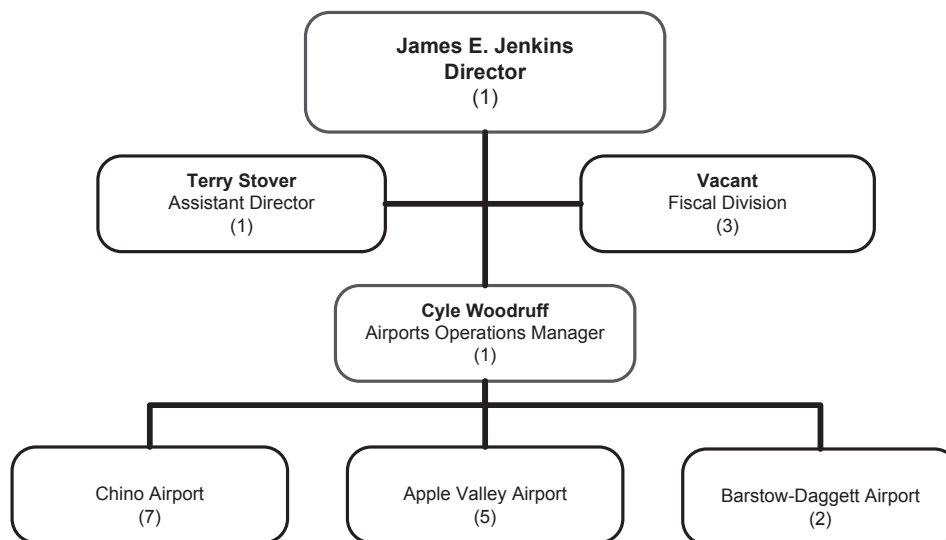 James E. Jenkins
Director
(1)
Terry Stover
Assistant Director
(1)
Vacant
Fiscal Division
(3)
Cyle Woodruff
Airports Operations Manager
(1)
Chino Airport
(7)
Apple Valley Airport
(5)
Barstow-Daggett Airport
(2)